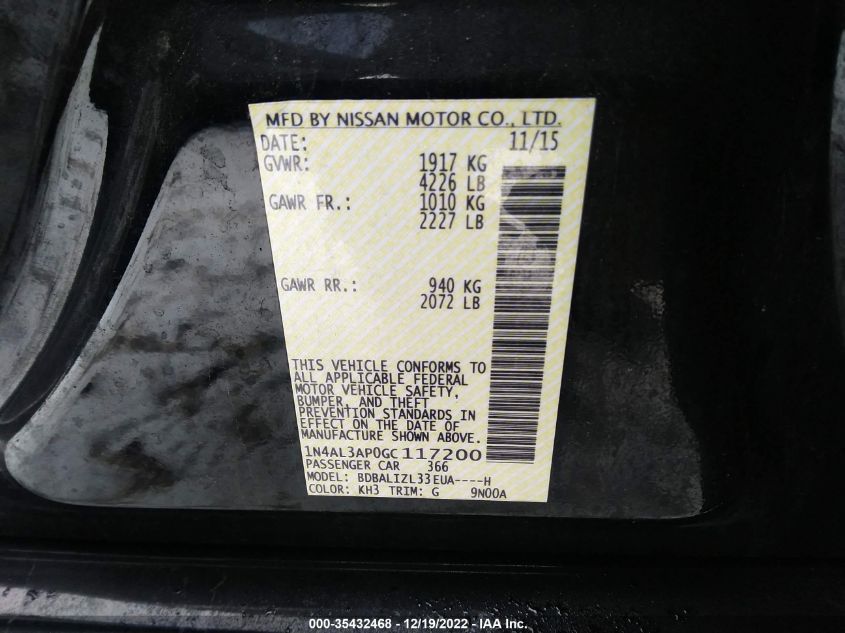 MFD BY NISSAN MOTOR CO., LTD.
DATE: 11/15
GVWR: 1917 KG
4226 LB
GAWR FR.: 1010 KG
2227 LB
GAWR RR.: 940 KG
2072 LB
THIS VEHICLE CONFORMS TO
ALL APPLICABLE FEDERAL
MOTOR VEHICLE SAFETY,
BUMPER, AND THEFT
PREVENTION STANDARDS IN
EFFECT ON THE DATE OF
MANUFACTURE SHOWN ABOVE.
1N4AL3AP0GC117200
PASSENGER CAR 366
MODEL: BDBALIZL33EUA----H
COLOR: KH3 TRIM: G 9N00A
000-35432468 - 12/19/2022 - IAA Inc.